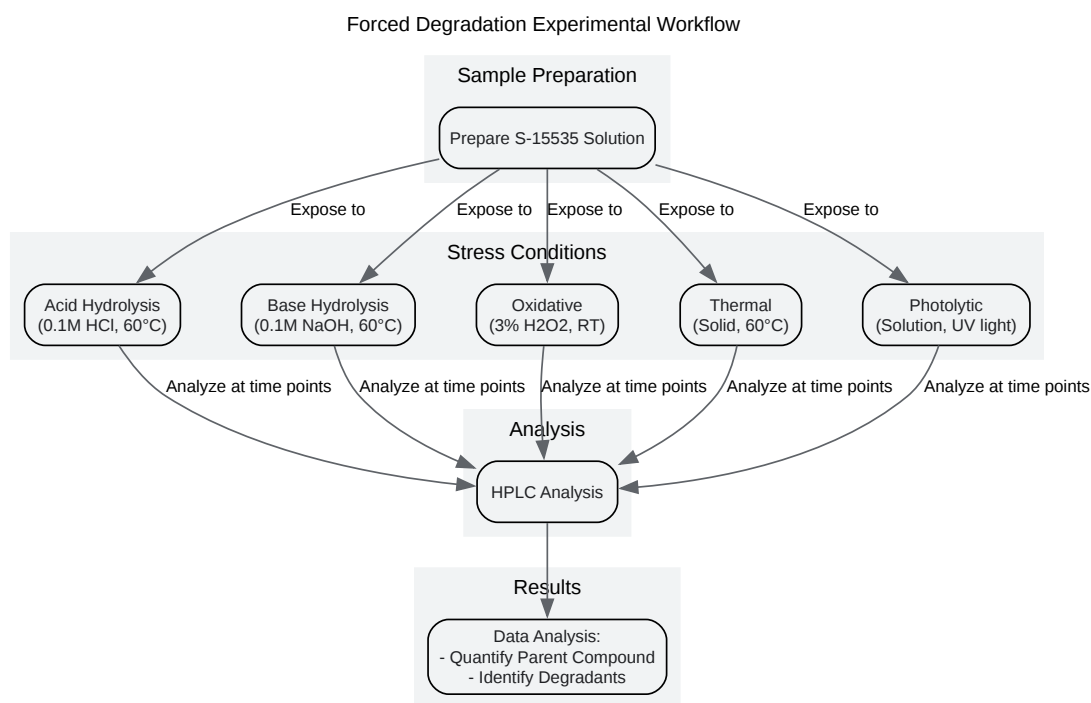 Forced Degradation Experimental Workflow
Sample Preparation
Prepare S-15535 Solution
Expose to
Expose to
Expose to
Expose to
Expose to
Stress Conditions
Acid Hydrolysis
(0.1M HCl, 60°C)
Base Hydrolysis
(0.1M NaOH, 60°C)
Oxidative
(3% H2O2, RT)
Thermal
(Solid, 60°C)
Photolytic
(Solution, UV light)
Analyze at time points
Analyze at time points
Analyze at time points
Analyze at time points
Analyze at time points
Analysis
HPLC Analysis
Results
Data Analysis:
- Quantify Parent Compound
- Identify Degradants